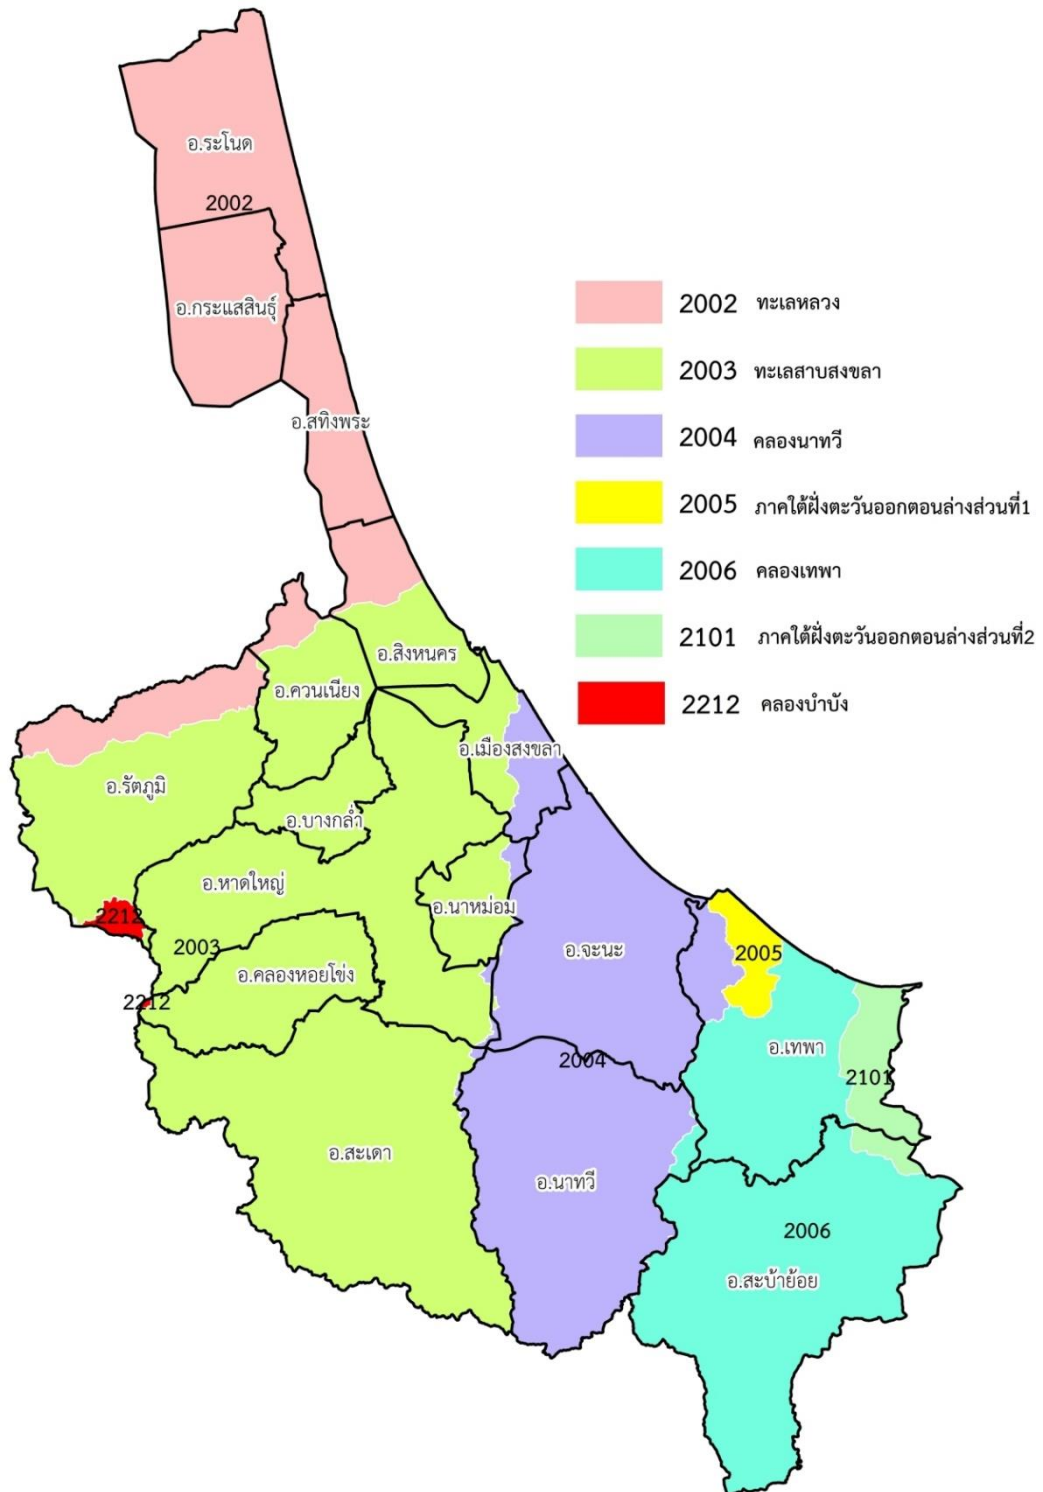 อ.ระโนด
2002
อ.กระแสสินธุ์
2002 ทะเลหลวง
2003 ทะเลสาบสงขลา
อ.สทิงพระ
2004 คลองนาทวี
2005 ภาคใต้ฝั่งตะวันออกตอนล่างส่วนที่1
2006 คลองเทพา
2101 ภาคใต้ฝั่งตะวันออกตอนล่างส่วนที่2
อ.สิงหนคร
อ.ควนเนียง
2212 คลองบำบัง
อ.เมืองสงขลา
อ.รัตภูมิ
อ.บางกล่ำ
อ.หาดใหญ่
อ.นาหม่อม
2212
2003
อ.จะนะ
2005
อ.คลองหอยโข่ง
2212
อ.เทพา
2004
2101
อ.สะเดา
อ.นาทวี
2006
อ.สะบ้าย้อย